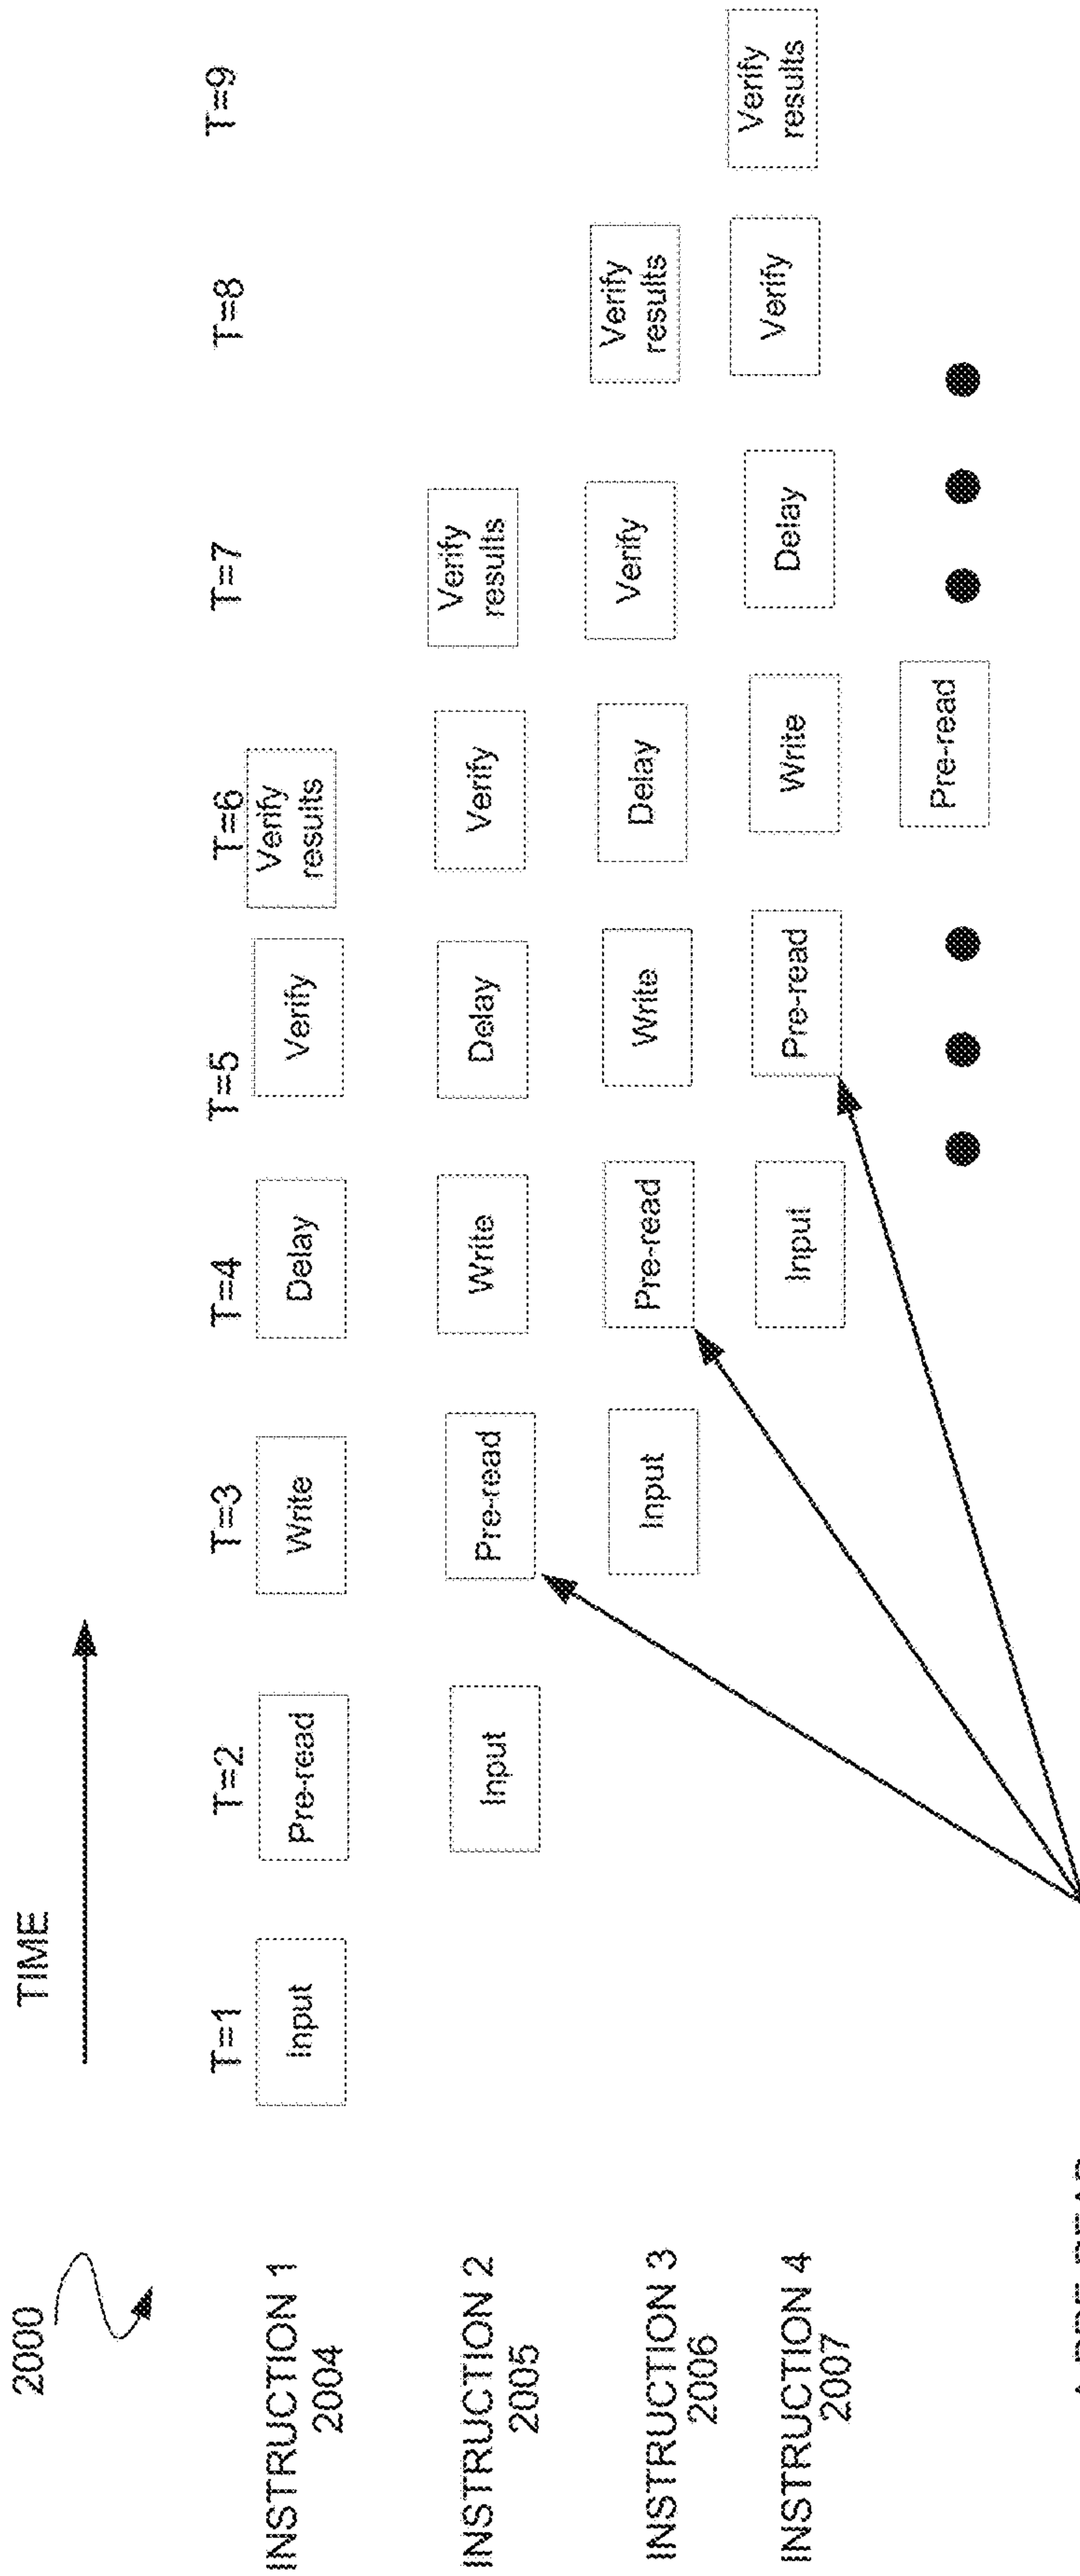 2000
TIME
T=1
T=2
T=3
T=4
T=5
T=6
T=7
T=8
T=9
INSTRUCTION 1
2004
Input
Pre-read
Write
Delay
Verify
Verify
results
INSTRUCTION 2
2005
Input
Pre-read
Write
Delay
Verify
Verify
results
INSTRUCTION 3
2006
Input
Pre-read
Write
Delay
Verify
Verify
results
INSTRUCTION 4
2007
Input
Pre-read
Write
Delay
Verify
Verify
results
Pre-read